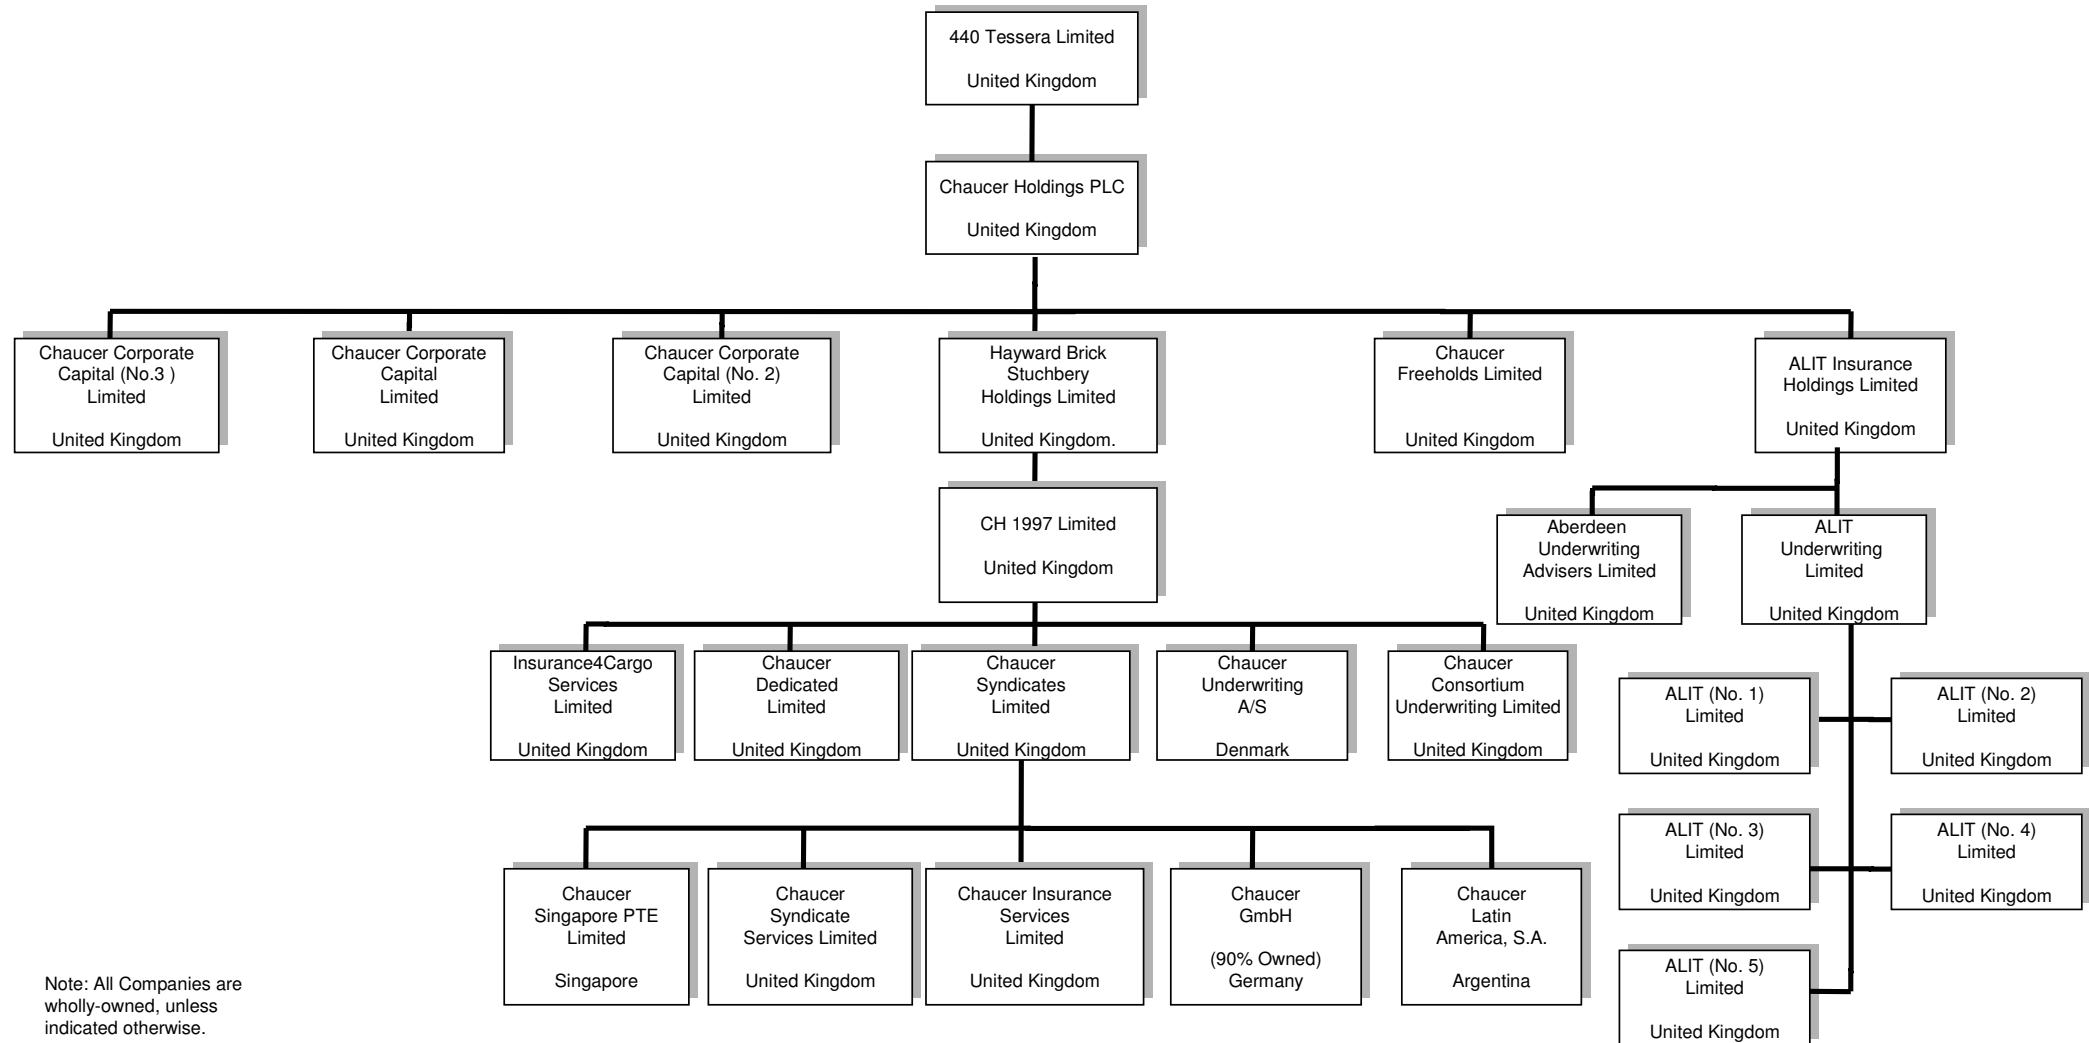 440 Tessera Limited
United Kingdom
Chaucer Holdings PLC
United Kingdom
Chaucer Corporate
Capital (No.3 )
Limited
United Kingdom
Chaucer Corporate
Capital
Limited
United Kingdom
Chaucer Corporate
Capital (No. 2)
Limited
United Kingdom
Hayward Brick
Stuchbery
Holdings Limited
United Kingdom.
Chaucer
Freeholds Limited
United Kingdom
ALIT Insurance
Holdings Limited
United Kingdom
CH 1997 Limited
United Kingdom
Aberdeen
Underwriting
Advisers Limited
United Kingdom
ALIT
Underwriting
Limited
United Kingdom
Insurance4Cargo
Services
Limited
United Kingdom
Chaucer
Dedicated
Limited
United Kingdom
Chaucer
Syndicates
Limited
United Kingdom
Chaucer
Underwriting
A/S
Denmark
Chaucer
Consortium
Underwriting Limited
United Kingdom
ALIT (No. 1)
Limited
United Kingdom
ALIT (No. 2)
Limited
United Kingdom
ALIT (No. 3)
Limited
United Kingdom
ALIT (No. 4)
Limited
United Kingdom
Chaucer
Singapore PTE
Limited
Singapore
Chaucer
Syndicate
Services Limited
United Kingdom
Chaucer Insurance
Services
Limited
United Kingdom
Chaucer
GmbH
(90% Owned)
Germany
Chaucer
Latin
America, S.A.
Argentina
ALIT (No. 5)
Limited
United Kingdom
Note: All Companies are
wholly-owned, unless
indicated otherwise.